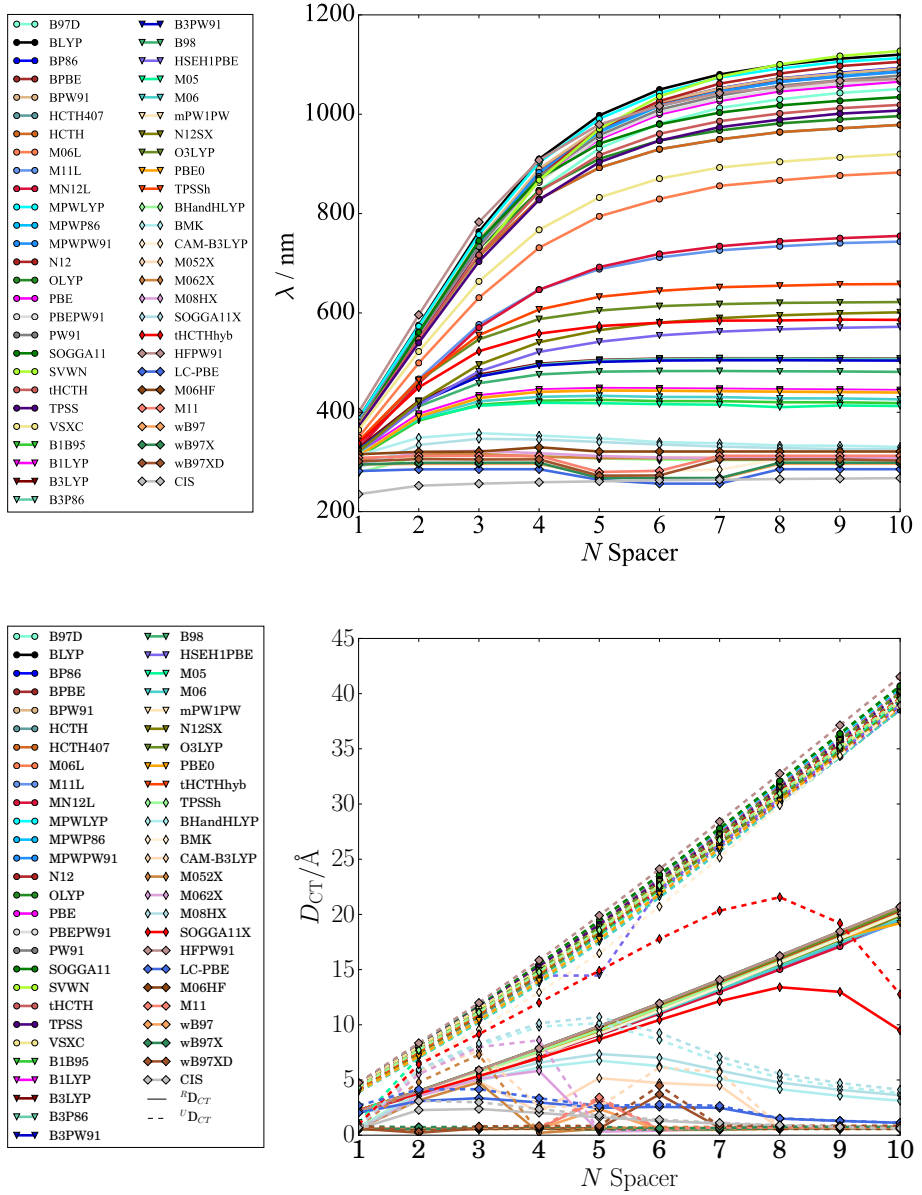 B97D
BLYP
BP86
BPBE
BPW91
HCTH407
HCTH
M06L
M11L
MN12L
MPWLYP
MPWP86
MPWPW91
N12
OLYP
PBE
PBEPW91
PW91
SOGGA11
SVWN
tHCTH
TPSS
VSXC
B1B95
B1LYP
B3LYP
B3P86
B3PW91
B98
HSEH1PBE
M05
M06
mPW1PW
N12SX
O3LYP
PBE0
TPSSh
BHandHLYP
BMK
CAM-B3LYP
M052X
M062X
M08HX
SOGGA11X
tHCTHhyb
HFPW91
LC-PBE
M06HF
M11
wB97
wB97X
wB97XD
CIS
λ / nm
1200
1000
800
600
400
200
1 2 3 4 5 6 7 8 9 10
N Spacer
B97D
BLYP
BP86
BPBE
BPW91
HCTH
HCTH407
M06L
M11L
MN12L
MPWLYP
MPWP86
MPWPW91
N12
OLYP
PBE
PBEPW91
PW91
SOGGA11
SVWN
tHCTH
TPSS
VSXC
B1B95
B1LYP
B3LYP
B3P86
B3PW91
B98
HSEH1PBE
M05
M06
mPW1PW
N12SX
O3LYP
PBE0
tHCTHhyb
TPSSh
BHandHLYP
BMK
CAM-B3LYP
M052X
M062X
M08HX
SOGGA11X
HFPW91
LC-PBE
M06HF
M11
wB97
wB97X
wB97XD
CIS
ᴿD_CT
ᵁD_CT
D_CT/Å
45
40
35
30
25
20
15
10
5
0
1 2 3 4 5 6 7 8 9 10
N Spacer